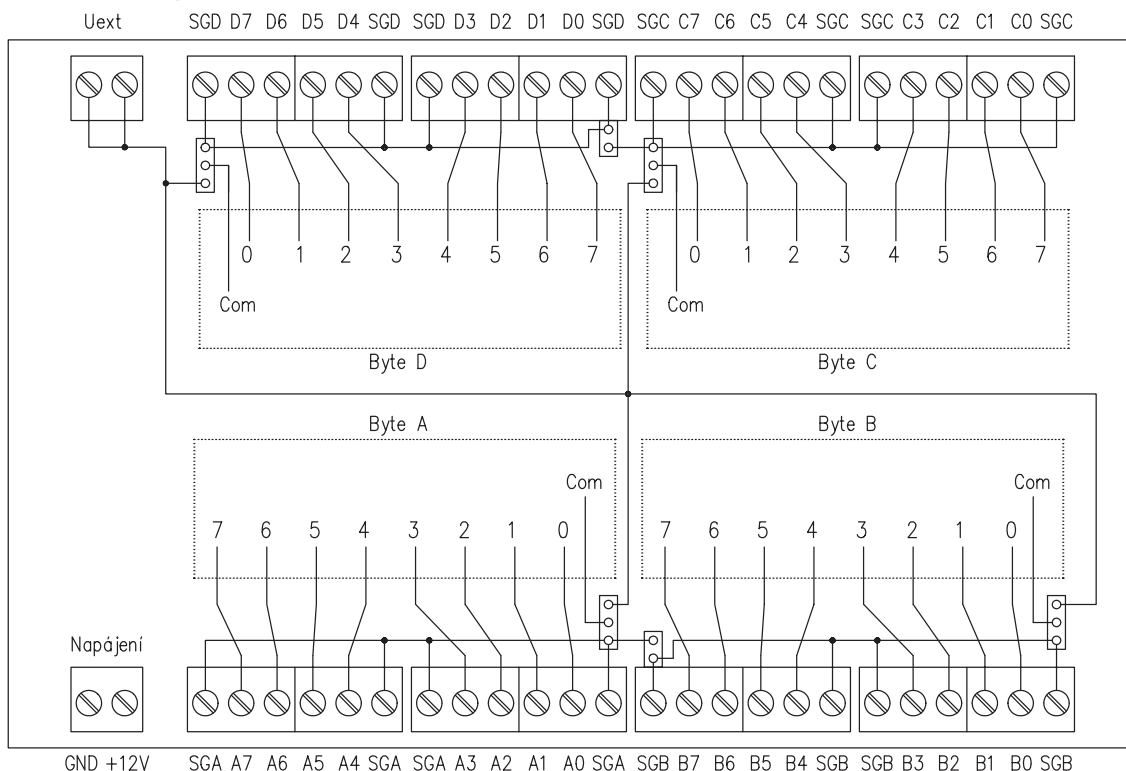 Uext SGD D7 D6 D5 D4 SGD SGD D3 D2 D1 D0 SGD SGC C7 C6 C5 C4 SGC SGC C3 C2 C1 C0 SGC
0 1 2 3 4 5 6 7 0 1 2 3 4 5 6 7
Com Com
Byte D Byte C
Byte A Byte B
Com Com
7 6 5 4 3 2 1 0 7 6 5 4 3 2 1 0
Napájení
GND +12V SGA A7 A6 A5 A4 SGA SGA A3 A2 A1 A0 SGA SGB B7 B6 B5 B4 SGB SGB B3 B2 B1 B0 SGB